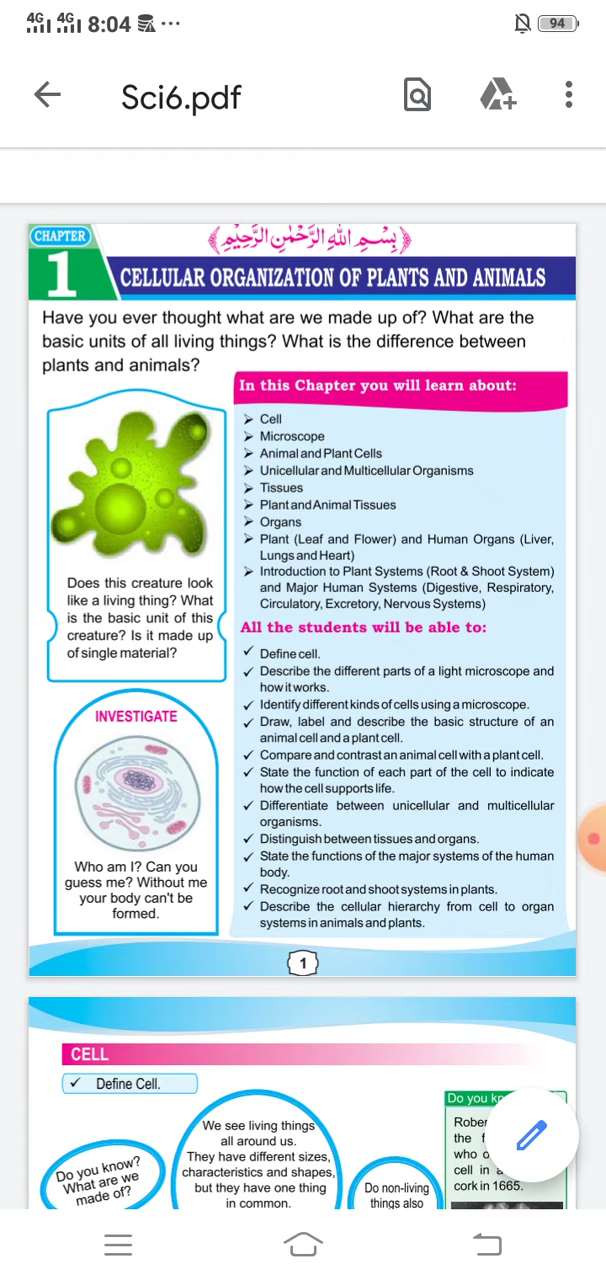 4G 4G 8:04 ...
94
Sci6.pdf
CHAPTER
1
﴿بِسْمِ اللهِ الرَّحْمٰنِ الرَّحِيْمِ﴾
CELLULAR ORGANIZATION OF PLANTS AND ANIMALS
Have you ever thought what are we made up of? What are the
basic units of all living things? What is the difference between
plants and animals?
Does this creature look
like a living thing? What
is the basic unit of this
creature? Is it made up
of single material?
INVESTIGATE
Who am I? Can you
guess me? Without me
your body can't be
formed.
In this Chapter you will learn about:
➢ Cell
➢ Microscope
➢ Animal and Plant Cells
➢ Unicellular and Multicellular Organisms
➢ Tissues
➢ Plant and Animal Tissues
➢ Organs
➢ Plant (Leaf and Flower) and Human Organs (Liver,
Lungs and Heart)
➢ Introduction to Plant Systems (Root & Shoot System)
and Major Human Systems (Digestive, Respiratory,
Circulatory, Excretory, Nervous Systems)
All the students will be able to:
✓ Define cell.
✓ Describe the different parts of a light microscope and
how it works.
✓ Identify different kinds of cells using a microscope.
✓ Draw, label and describe the basic structure of an
animal cell and a plant cell.
✓ Compare and contrast an animal cell with a plant cell.
✓ State the function of each part of the cell to indicate
how the cell supports life.
✓ Differentiate between unicellular and multicellular
organisms.
✓ Distinguish between tissues and organs.
✓ State the functions of the major systems of the human
body.
✓ Recognize root and shoot systems in plants.
✓ Describe the cellular hierarchy from cell to organ
systems in animals and plants.
1
CELL
✓ Define Cell.
Do you know?
What are we
made of?
We see living things
all around us.
They have different sizes,
characteristics and shapes,
but they have one thing
in common.
Do non-living
things also
Do you
the
who
cell in
cork in 1665.